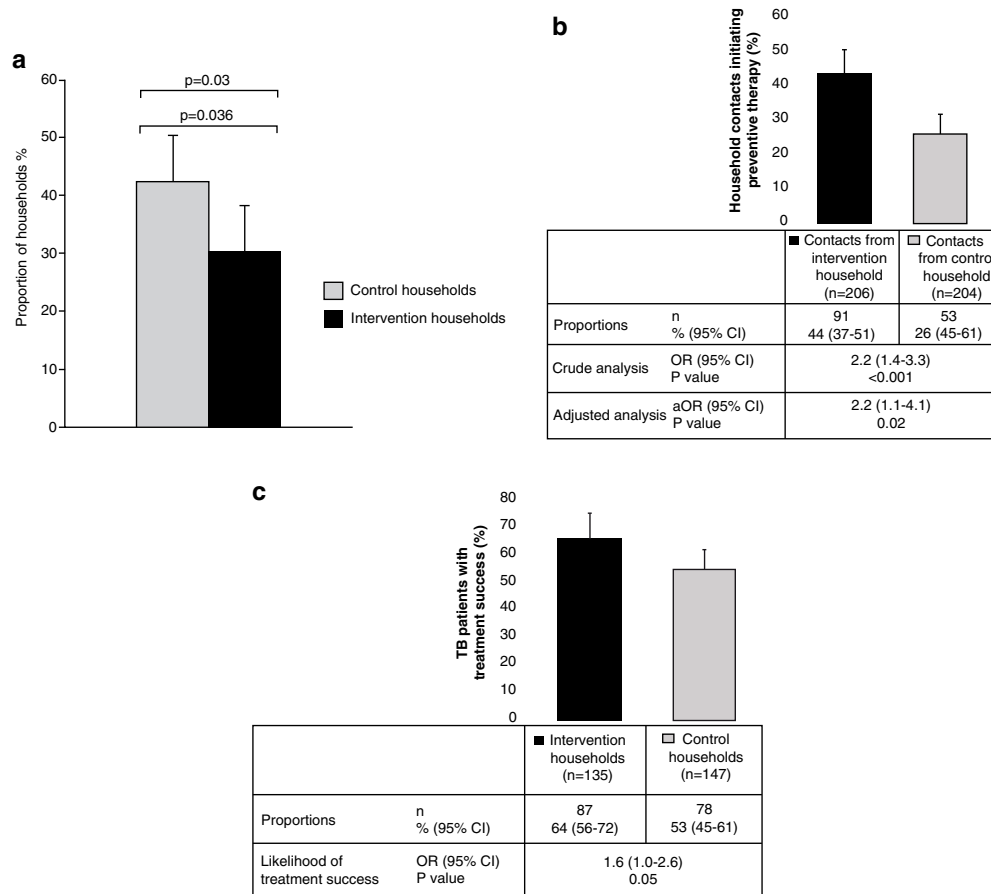 a
60
50
40
30
20
10
0
Proportion of households %
p=0.03
p=0.036
Control households
Intervention households
b
Household contacts initiating
preventive therapy (%)
60
50
40
30
20
10
0
Contacts from intervention household (n=206)
Contacts from control household (n=204)
Proportions n 91 53
% (95% CI) 44 (37-51) 26 (45-61)
Crude analysis OR (95% CI) 2.2 (1.4-3.3)
P value <0.001
Adjusted analysis aOR (95% CI) 2.2 (1.1-4.1)
P value 0.02
c
TB patients with
treatment success (%)
80
70
60
50
40
30
20
10
0
Intervention households (n=135)
Control households (n=147)
Proportions n 87 78
% (95% CI) 64 (56-72) 53 (45-61)
Likelihood of OR (95% CI) 1.6 (1.0-2.6)
treatment success P value 0.05